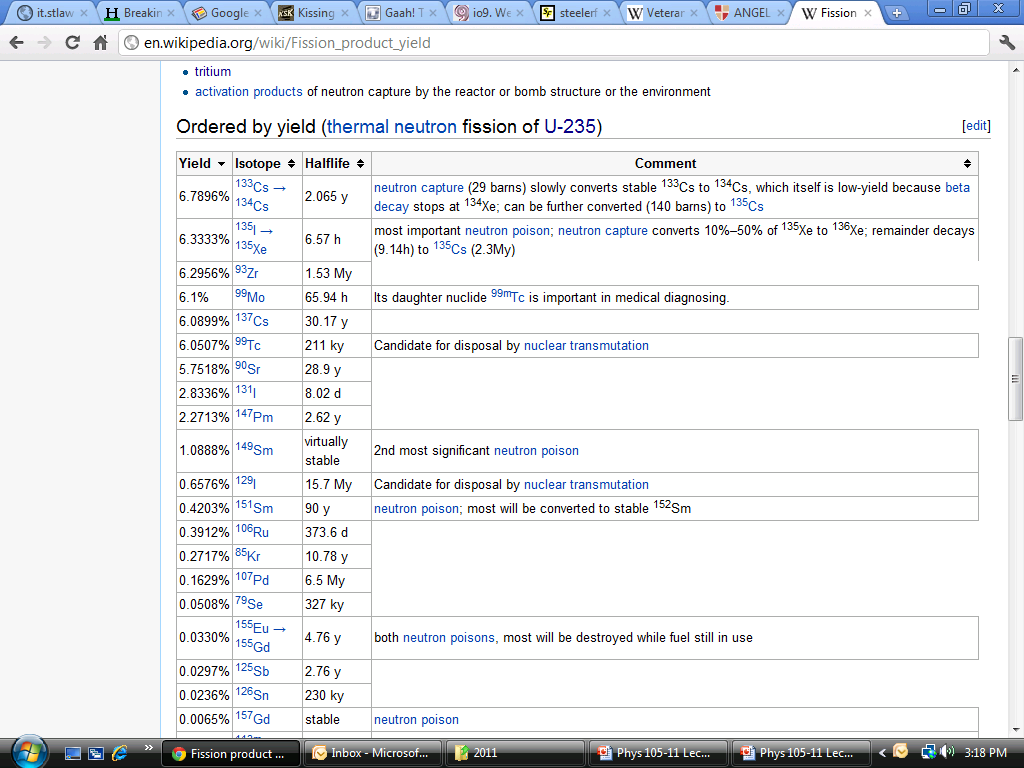 it.stlaw
Breakin
Google
Kissing
Gaah! T
io9. We
steelerf
Veterar
ANGEL
Fission
en.wikipedia.org/wiki/Fission_product_yield
tritium
activation products of neutron capture by the reactor or bomb structure or the environment
Ordered by yield (thermal neutron fission of U-235) [edit]
Yield Isotope Halflife Comment
6.7896% 133Cs → 134Cs 2.065 y neutron capture (29 barns) slowly converts stable 133Cs to 134Cs, which itself is low-yield because beta
decay stops at 134Xe; can be further converted (140 barns) to 135Cs
6.3333% 135I → 135Xe 6.57 h most important neutron poison; neutron capture converts 10%–50% of 135Xe to 136Xe; remainder decays
(9.14h) to 135Cs (2.3My)
6.2956% 93Zr 1.53 My
6.1% 99Mo 65.94 h Its daughter nuclide 99mTc is important in medical diagnosing.
6.0899% 137Cs 30.17 y
6.0507% 99Tc 211 ky Candidate for disposal by nuclear transmutation
5.7518% 90Sr 28.9 y
2.8336% 131I 8.02 d
2.2713% 147Pm 2.62 y
1.0888% 149Sm virtually stable 2nd most significant neutron poison
0.6576% 129I 15.7 My Candidate for disposal by nuclear transmutation
0.4203% 151Sm 90 y neutron poison; most will be converted to stable 152Sm
0.3912% 106Ru 373.6 d
0.2717% 85Kr 10.78 y
0.1629% 107Pd 6.5 My
0.0508% 79Se 327 ky
0.0330% 155Eu → 155Gd 4.76 y both neutron poisons, most will be destroyed while fuel still in use
0.0297% 125Sb 2.76 y
0.0236% 126Sn 230 ky
0.0065% 157Gd stable neutron poison
Fission product ...
Inbox - Microsof...
2011
Phys 105-11 Lec...
Phys 105-11 Lec...
3:18 PM